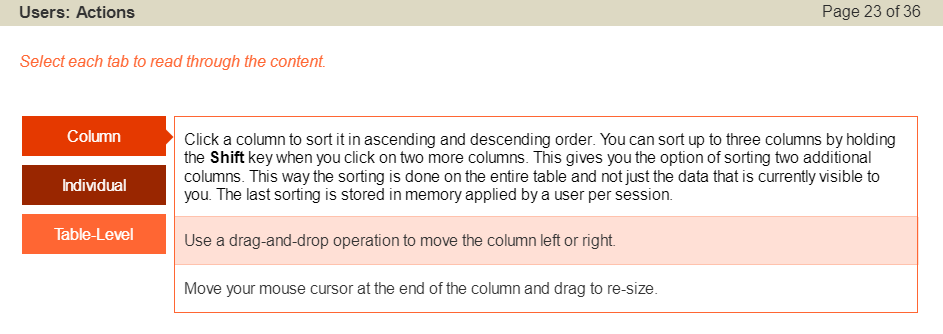 Users: Actions
Page 23 of 36
Select each tab to read through the content.
Column
Individual
Table-Level
Click a column to sort it in ascending and descending order. You can sort up to three columns by holding
the Shift key when you click on two more columns. This gives you the option of sorting two additional
columns. This way the sorting is done on the entire table and not just the data that is currently visible to
you. The last sorting is stored in memory applied by a user per session.
Use a drag-and-drop operation to move the column left or right.
Move your mouse cursor at the end of the column and drag to re-size.